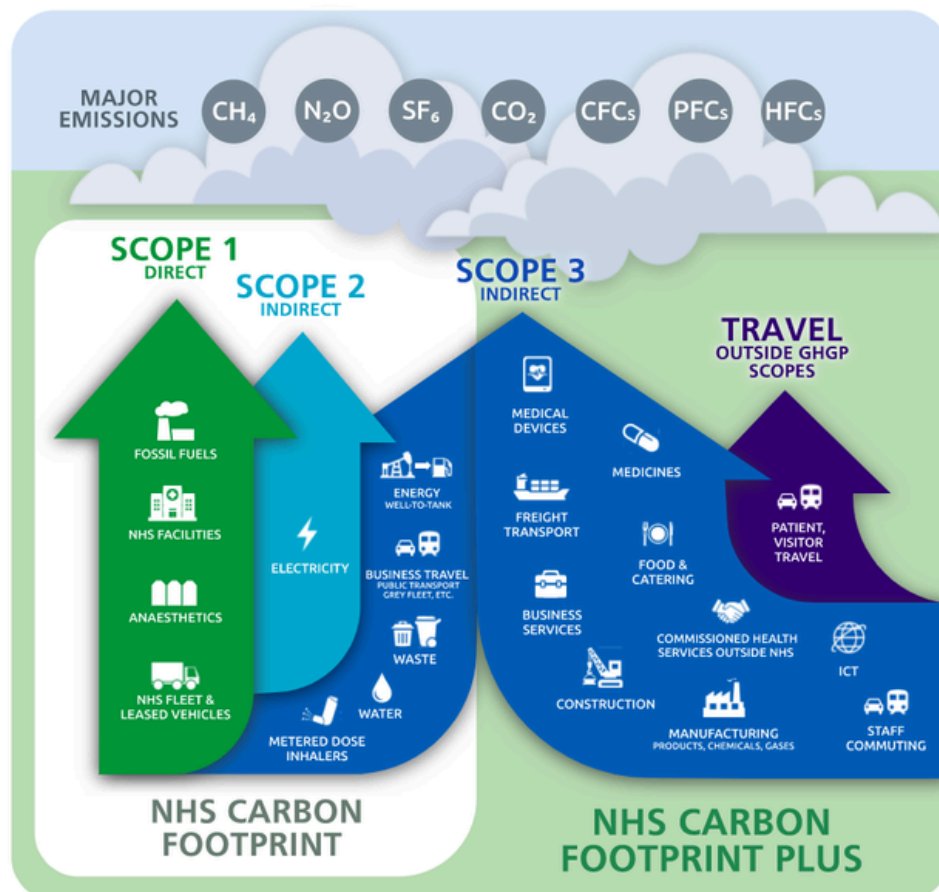 MAJOR
EMISSIONS
CH₄
N₂O
SF₆
CO₂
CFCs
PFCs
HFCs
SCOPE 1
DIRECT
SCOPE 2
INDIRECT
SCOPE 3
INDIRECT
TRAVEL
OUTSIDE GHGP
SCOPES
FOSSIL FUELS
NHS FACILITIES
ANAESTHETICS
NHS FLEET &
LEASED VEHICLES
ELECTRICITY
ENERGY
WELL-TO-TANK
BUSINESS TRAVEL
PUBLIC TRANSPORT
GREY FLEET, ETC.
WASTE
WATER
METERED DOSE
INHALERS
MEDICAL
DEVICES
MEDICINES
FREIGHT
TRANSPORT
FOOD &
CATERING
BUSINESS
SERVICES
COMMISSIONED HEALTH
SERVICES OUTSIDE NHS
CONSTRUCTION
MANUFACTURING
PRODUCTS, CHEMICALS, GASES
ICT
STAFF
COMMUTING
PATIENT,
VISITOR
TRAVEL
NHS CARBON
FOOTPRINT
NHS CARBON
FOOTPRINT PLUS